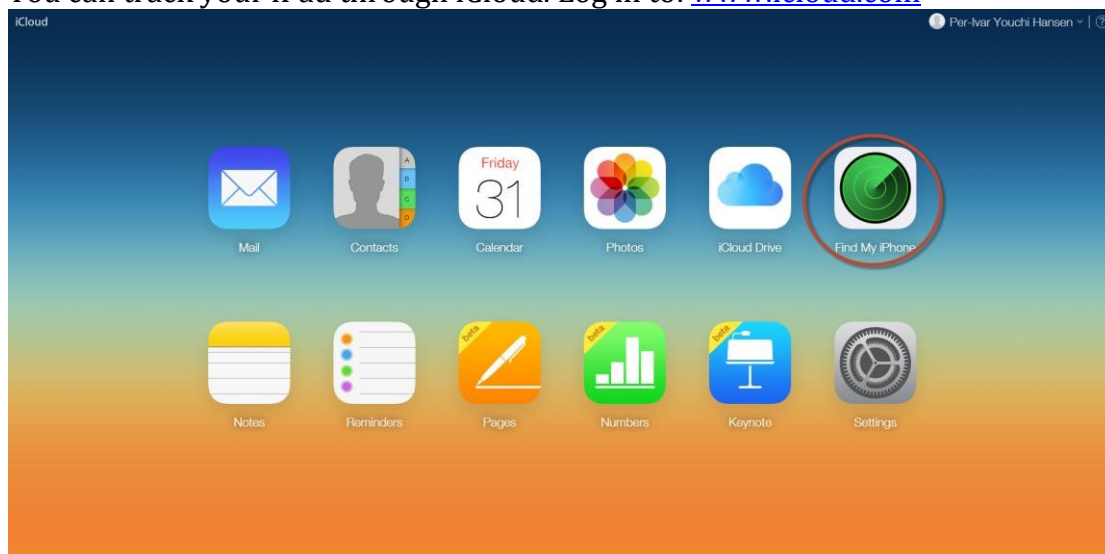 You can track your iPad through iCloud. Log in to: www.icloud.com
iCloud
Per-Ivar Youchi Hansen
?
A
B
C
D
Friday
31
Mail
Contacts
Calendar
Photos
iCloud Drive
Find My iPhone
beta
beta
beta
Notes
Reminders
Pages
Numbers
Keynote
Settings